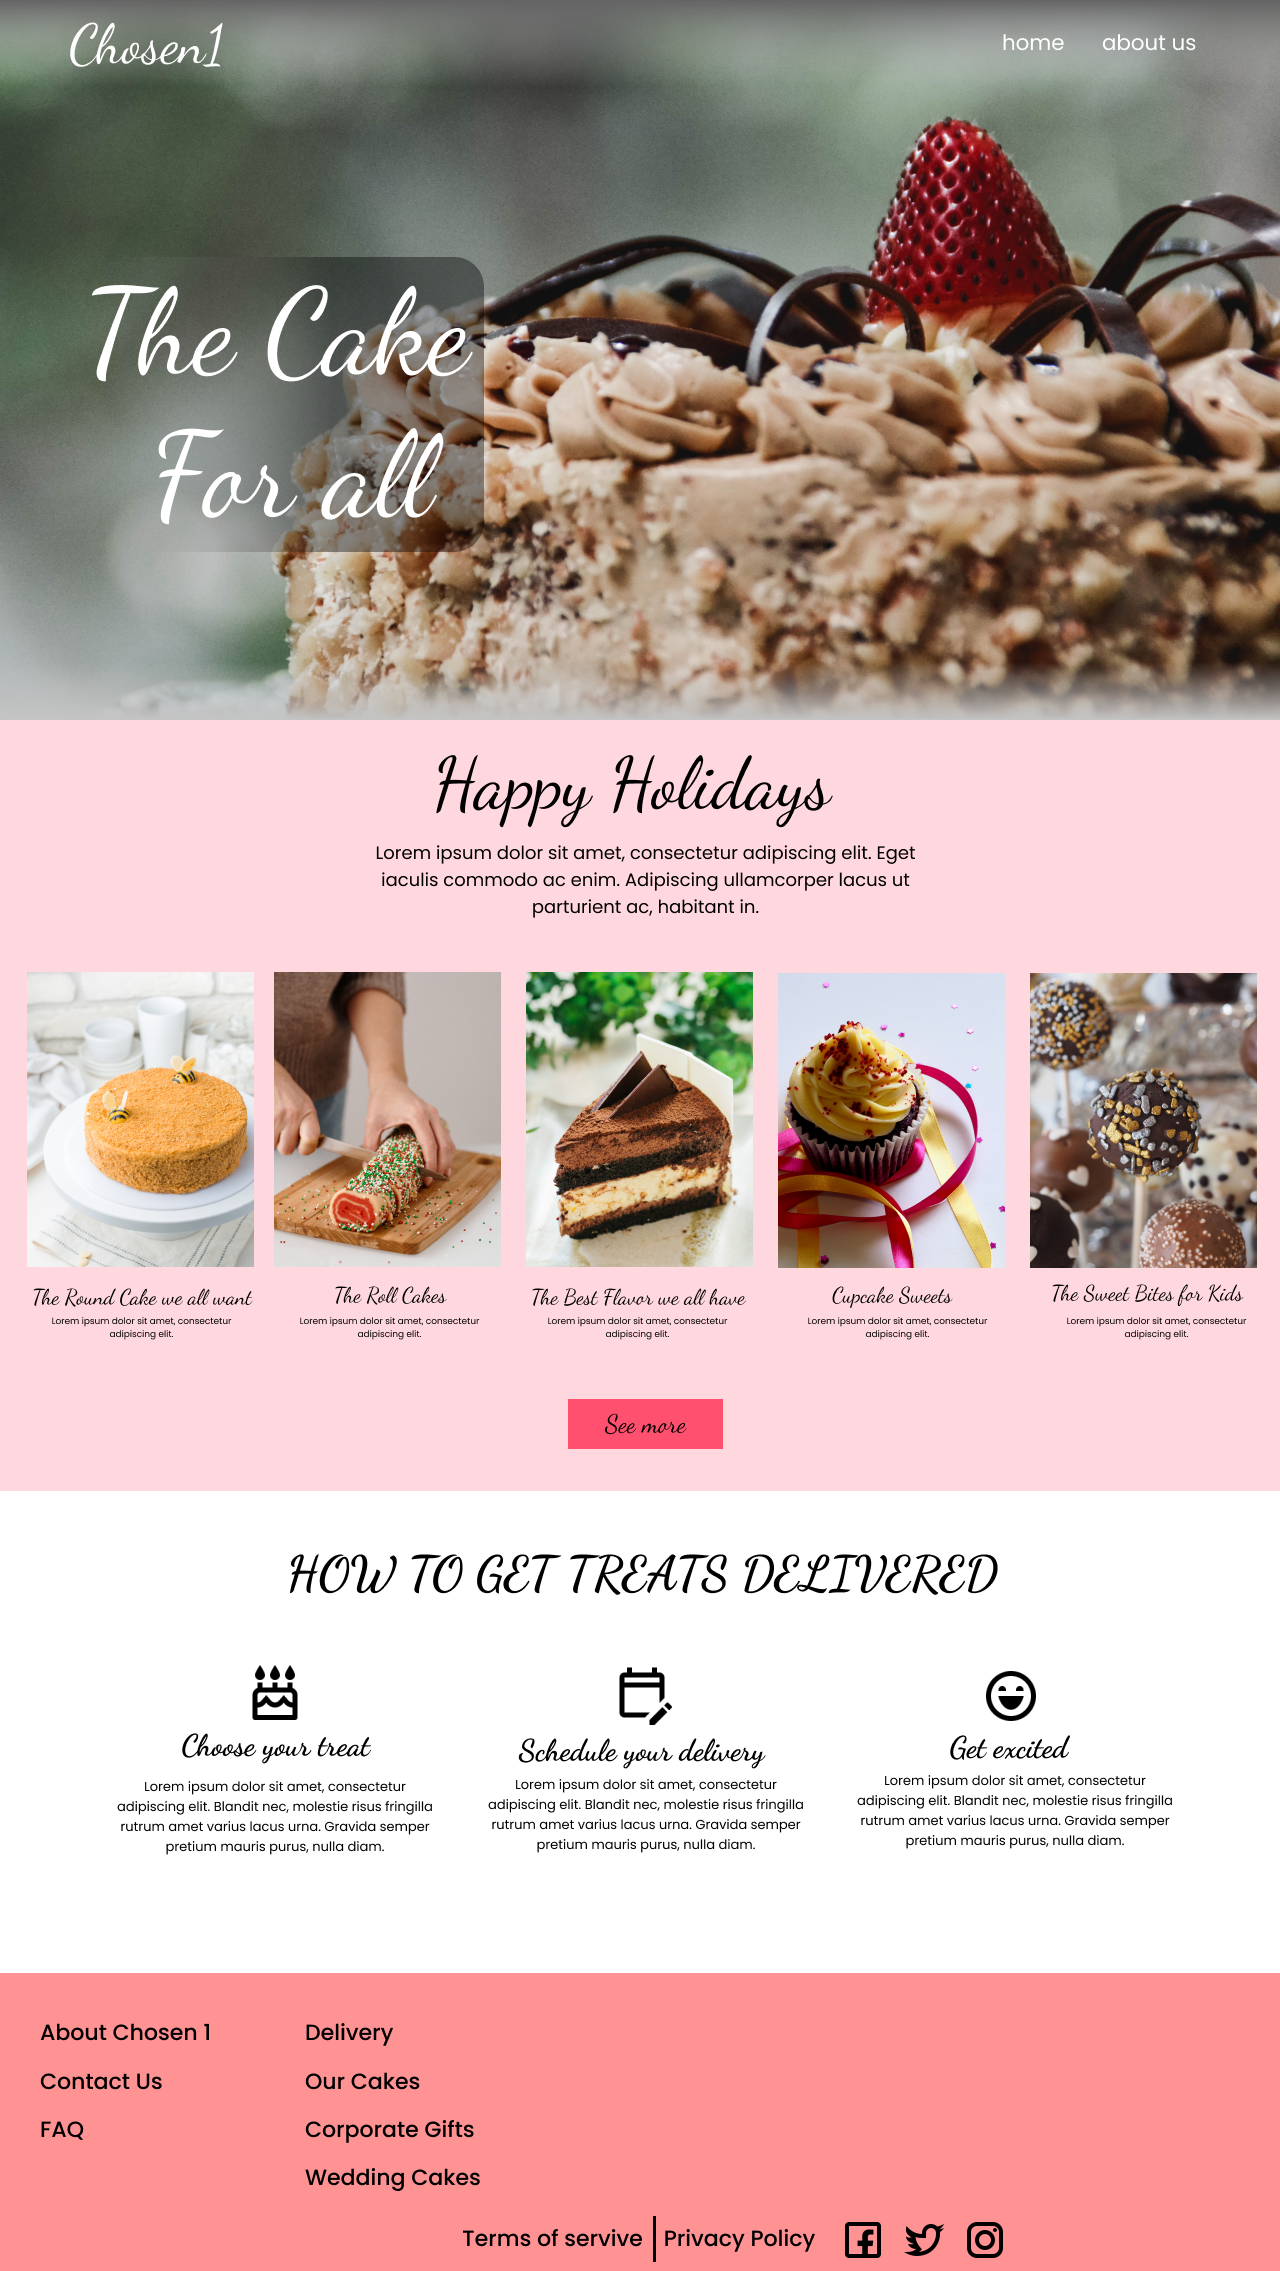 Chosen1
home about us
The Cake
For all
Happy Holidays
Lorem ipsum dolor sit amet, consectetur adipiscing elit. Eget
iaculis commodo ac enim. Adipiscing ullamcorper lacus ut
parturient ac, habitant in.
The Round Cake we all want
Lorem ipsum dolor sit amet, consectetur
adipiscing elit.
The Roll Cakes
Lorem ipsum dolor sit amet, consectetur
adipiscing elit.
The Best Flavor we all have
Lorem ipsum dolor sit amet, consectetur
adipiscing elit.
Cupcake Sweets
Lorem ipsum dolor sit amet, consectetur
adipiscing elit.
The Sweet Bites for Kids
Lorem ipsum dolor sit amet, consectetur
adipiscing elit.
See more
HOW TO GET TREATS DELIVERED
Choose your treat
Lorem ipsum dolor sit amet, consectetur
adipiscing elit. Blandit nec, molestie risus fringilla
rutrum amet varius lacus urna. Gravida semper
pretium mauris purus, nulla diam.
Schedule your delivery
Lorem ipsum dolor sit amet, consectetur
adipiscing elit. Blandit nec, molestie risus fringilla
rutrum amet varius lacus urna. Gravida semper
pretium mauris purus, nulla diam.
Get excited
Lorem ipsum dolor sit amet, consectetur
adipiscing elit. Blandit nec, molestie risus fringilla
rutrum amet varius lacus urna. Gravida semper
pretium mauris purus, nulla diam.
About Chosen 1
Contact Us
FAQ
Delivery
Our Cakes
Corporate Gifts
Wedding Cakes
Terms of servive Privacy Policy